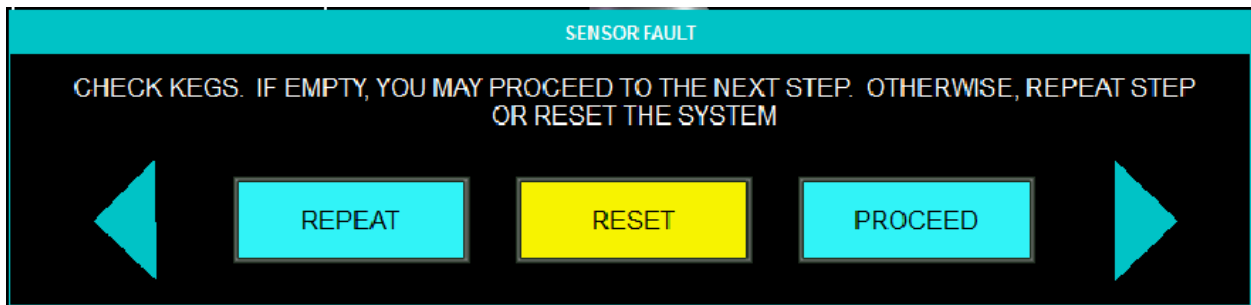 SENSOR FAULT
CHECK KEGS. IF EMPTY, YOU MAY PROCEED TO THE NEXT STEP. OTHERWISE, REPEAT STEP
OR RESET THE SYSTEM
REPEAT
RESET
PROCEED